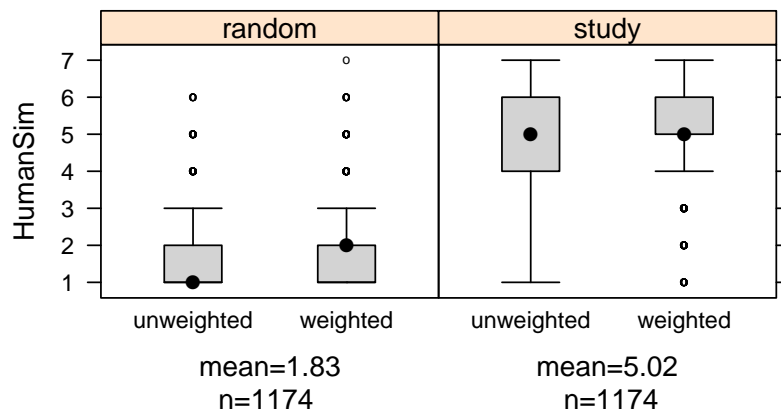 random study
HumanSim
7
6
5
4
3
2
1
unweighted weighted unweighted weighted
mean=1.83 mean=5.02
n=1174 n=1174